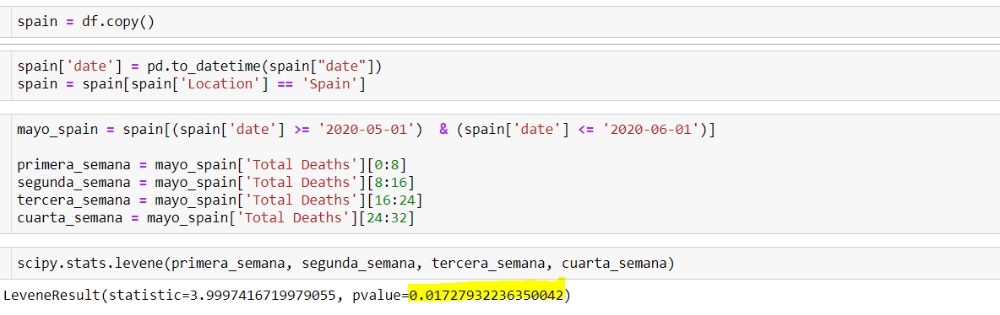 spain = df.copy()
spain['date'] = pd.to_datetime(spain["date"])
spain = spain[spain['Location'] == 'Spain']
mayo_spain = spain[(spain['date'] >= '2020-05-01')  & (spain['date'] <= '2020-06-01')]
primera_semana = mayo_spain['Total Deaths'][0:8]
segunda_semana = mayo_spain['Total Deaths'][8:16]
tercera_semana = mayo_spain['Total Deaths'][16:24]
cuarta_semana = mayo_spain['Total Deaths'][24:32]
scipy.stats.levene(primera_semana, segunda_semana, tercera_semana, cuarta_semana)
LeveneResult(statistic=3.9997416719979055, pvalue=0.01727932236350042)